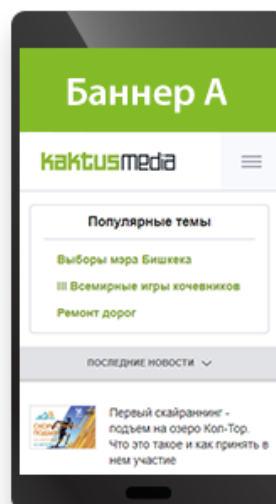 Баннер А
kaktusmedia
Популярные темы
Выборы мэра Бишкека
III Всемирные игры кочевников
Ремонт дорог
ПОСЛЕДНИЕ НОВОСТИ
Первый скайраннинг -
подъем на озеро Кол-Тор.
Что это такое и как принять в
нем участие